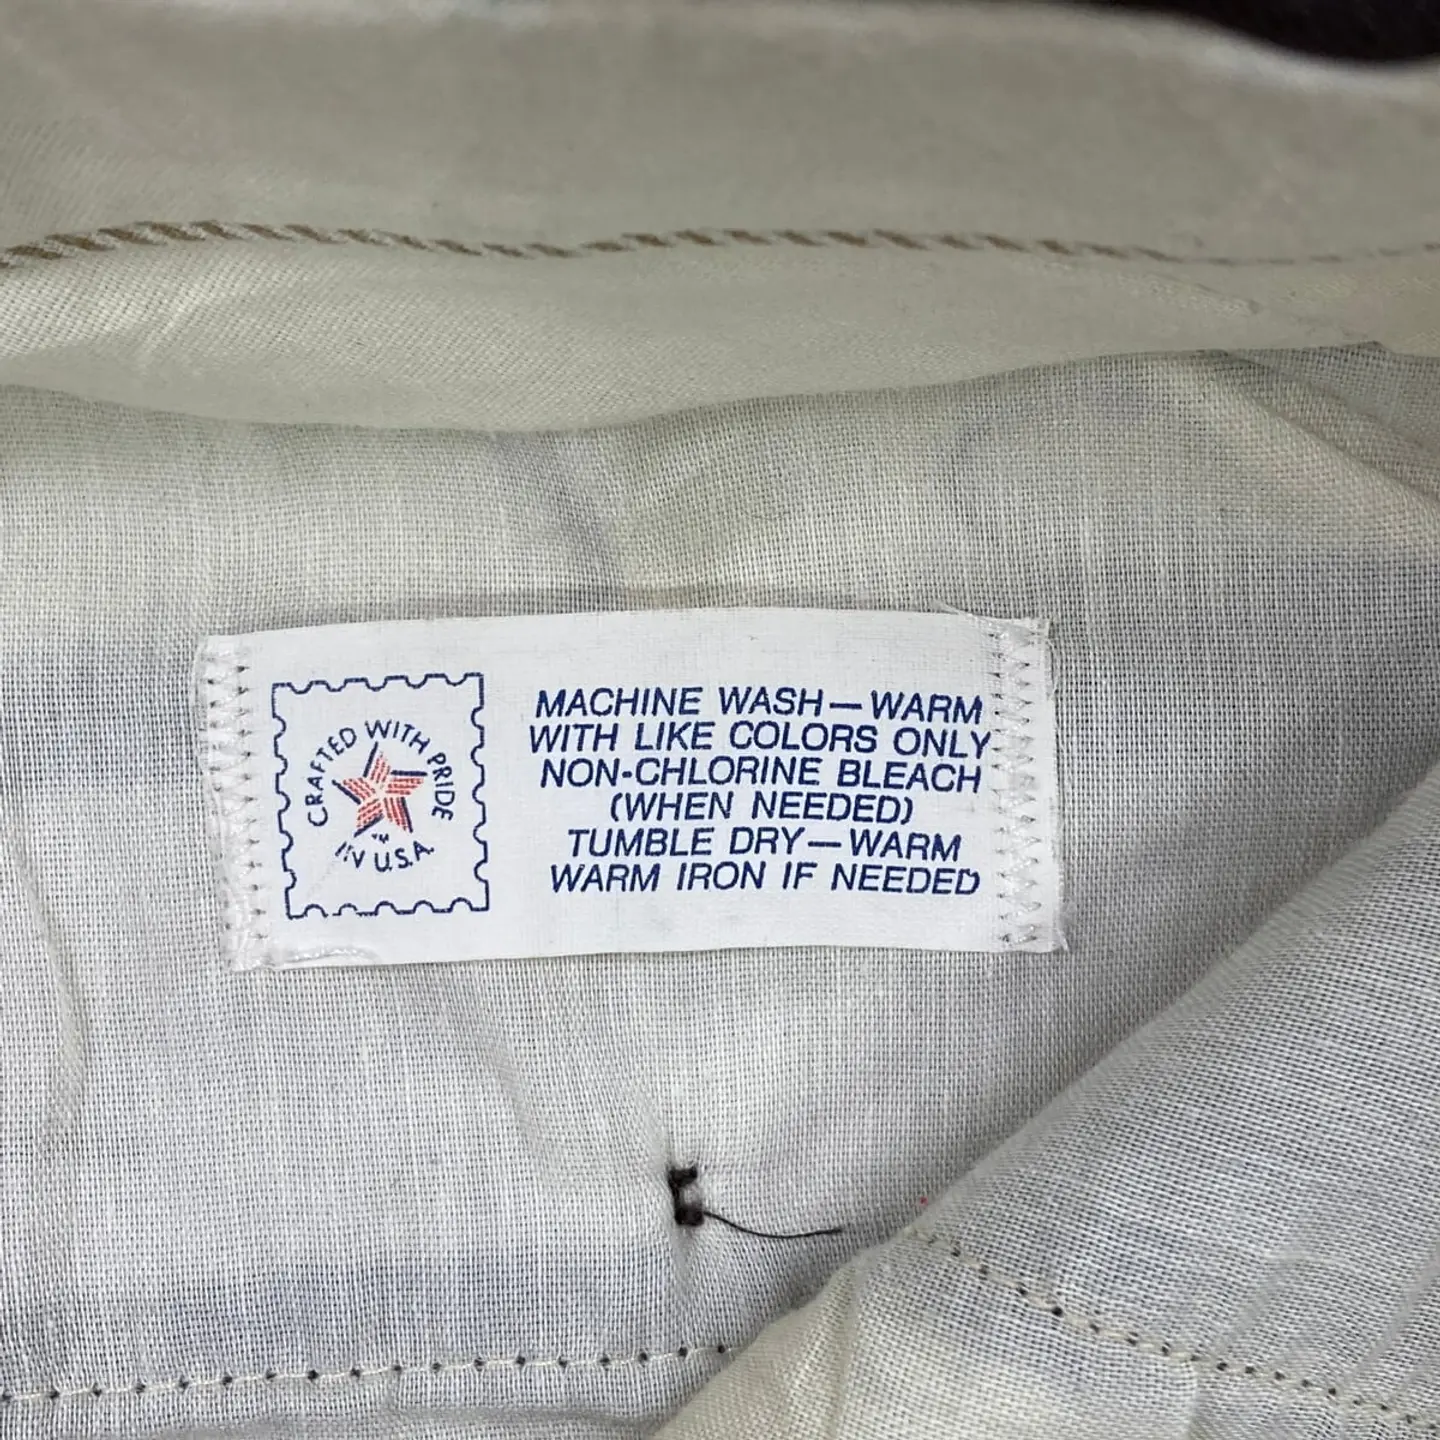 CRAFTED WITH PRIDE
IN U.S.A.
TM
MACHINE WASH—WARM
WITH LIKE COLORS ONLY
NON-CHLORINE BLEACH
(WHEN NEEDED)
TUMBLE DRY—WARM
WARM IRON IF NEEDED